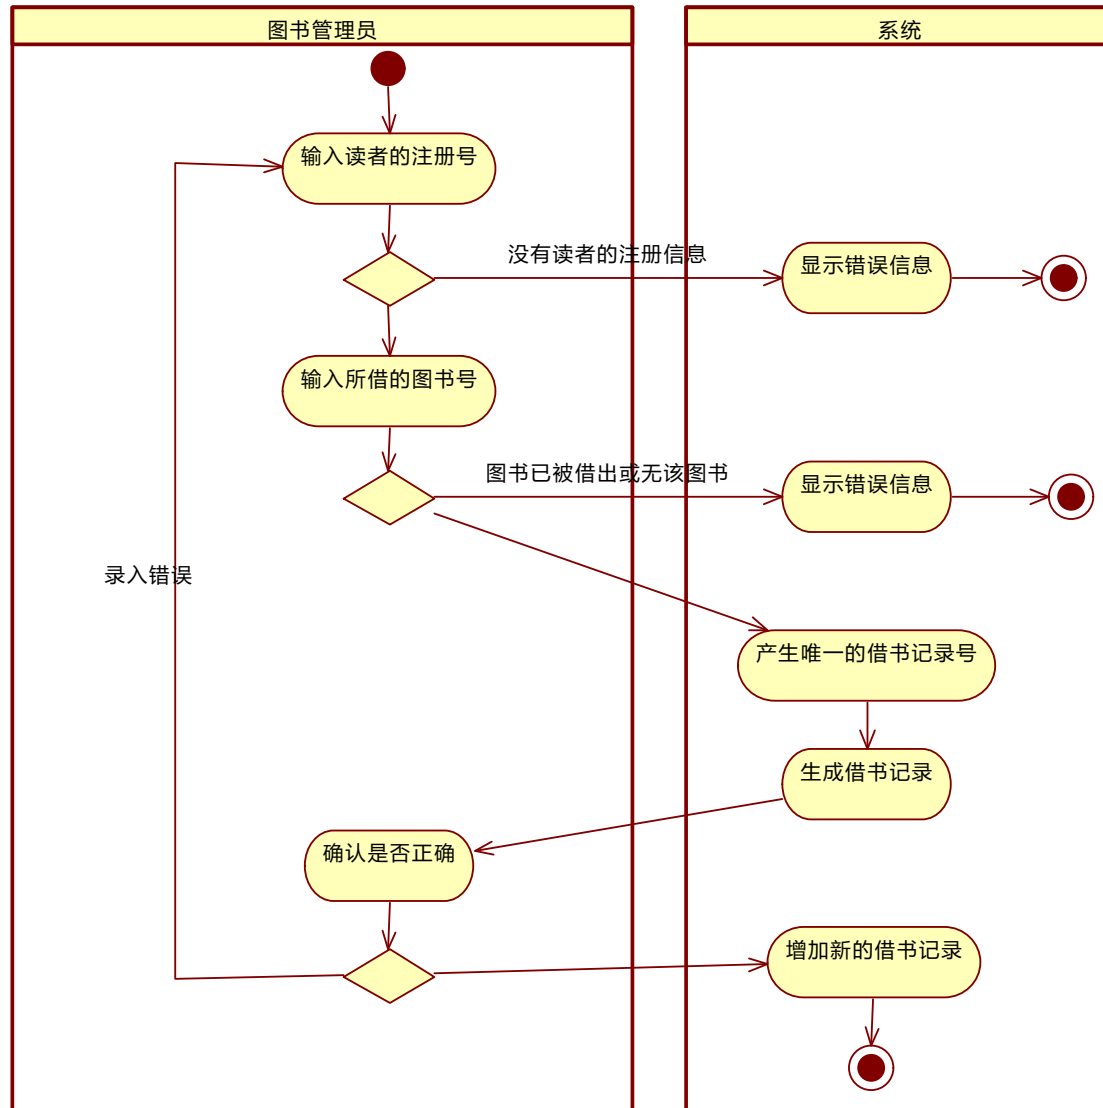 图书管理员
系统
输入读者的注册号
没有读者的注册信息
显示错误信息
输入所借的图书号
图书已被借出或无该图书
显示错误信息
录入错误
产生唯一的借书记录号
生成借书记录
确认是否正确
增加新的借书记录